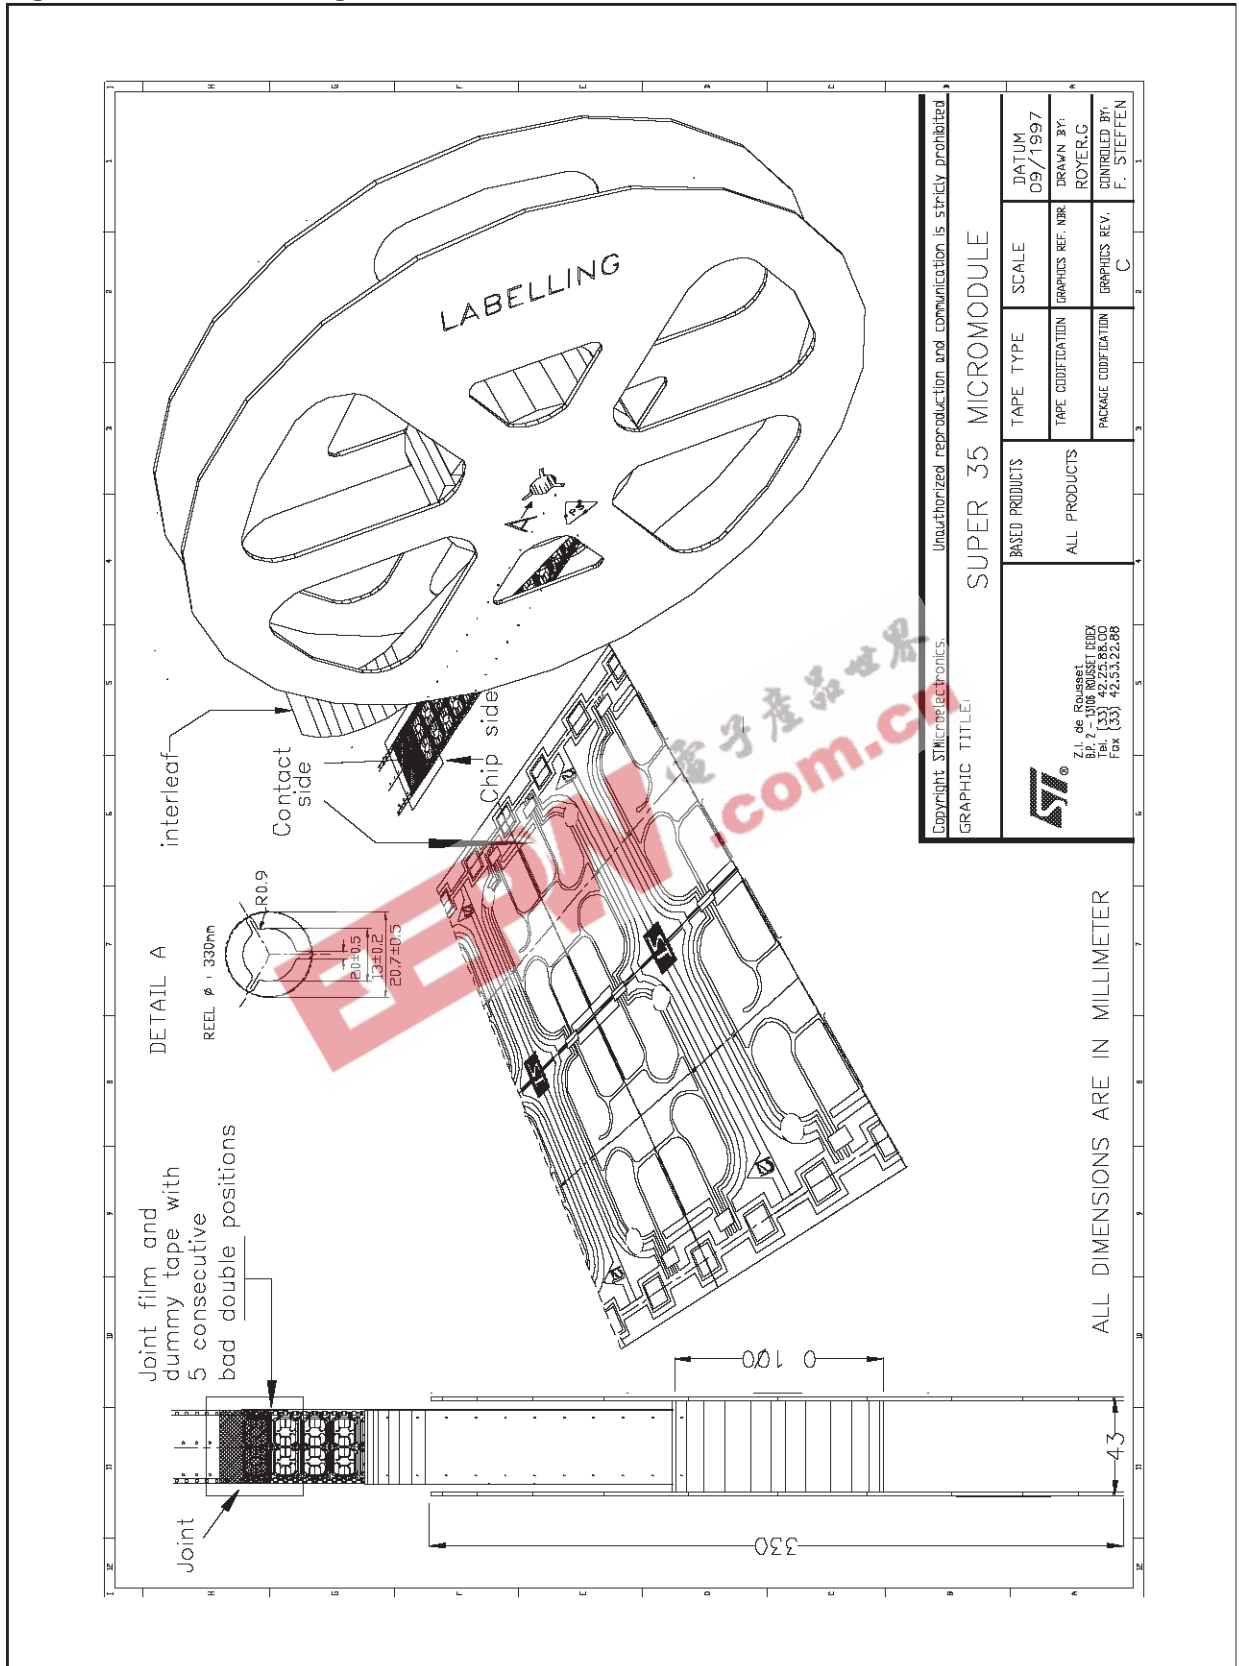 Joint film and
dummy tape with
5 consecutive
bad double positions
Joint
DETAIL A
REEL ø : 330mm
R0.9
2.0±0.5
13±0.2
20.7±0.5
interleaf
Contact
side
Chip side
LABELLING
A
0 100
43
330
ALL DIMENSIONS ARE IN MILLIMETER
EEPW.com.cn
電子產品世界
Copyright STMicroelectronics. Unauthorized reproduction and communication is stricly prohibited
GRAPHIC TITLE:
SUPER 35 MICROMODULE
ST®
Z.I. de Rousset
B.P. 2 - 13106 ROUSSET CEDEX
Tel. (33) 42.25.88.00
Fax (33) 42.53.22.88
BASED PRODUCTS
ALL PRODUCTS
TAPE TYPE
SCALE
DATUM
09/1997
TAPE CODIFICATION
GRAPHICS REF. NBR.
DRAWN BY:
ROYER.G
PACKAGE CODIFICATION
GRAPHICS REV.
C
CONTROLED BY:
F. STEFFEN